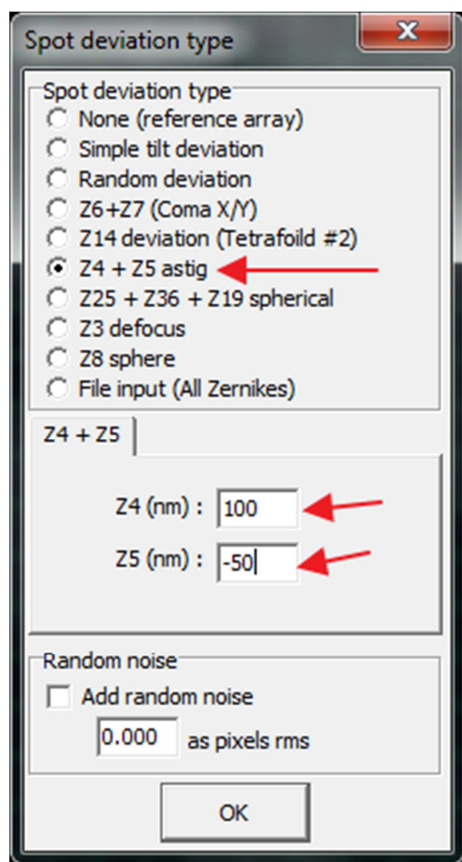 Spot deviation type
Spot deviation type
None (reference array)
Simple tilt deviation
Random deviation
Z6+Z7 (Coma X/Y)
Z14 deviation (Tetrafoild #2)
Z4 + Z5 astig
Z25 + Z36 + Z19 spherical
Z3 defocus
Z8 sphere
File input (All Zernikes)
Z4 + Z5
Z4 (nm) : 100
Z5 (nm) : -50
Random noise
Add random noise
0.000 as pixels rms
OK